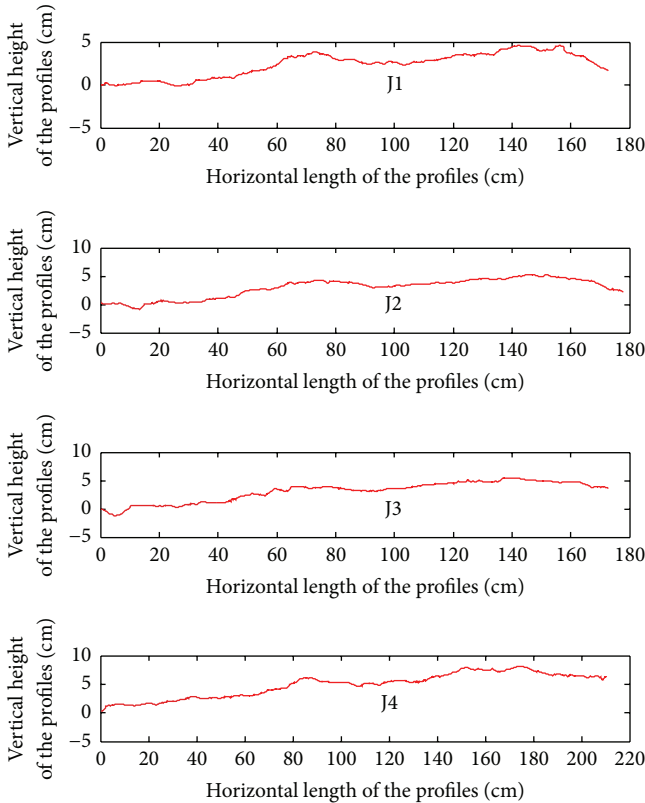 Vertical height
of the profiles (cm)
5
0
−5
J1
0 20 40 60 80 100 120 140 160 180
Horizontal length of the profiles (cm)
Vertical height
of the profiles (cm)
10
5
0
−5
J2
0 20 40 60 80 100 120 140 160 180
Horizontal length of the profiles (cm)
Vertical height
of the profiles (cm)
10
5
0
−5
J3
0 20 40 60 80 100 120 140 160 180
Horizontal length of the profiles (cm)
Vertical height
of the profiles (cm)
10
5
0
−5
J4
0 20 40 60 80 100 120 140 160 180 200 220
Horizontal length of the profiles (cm)